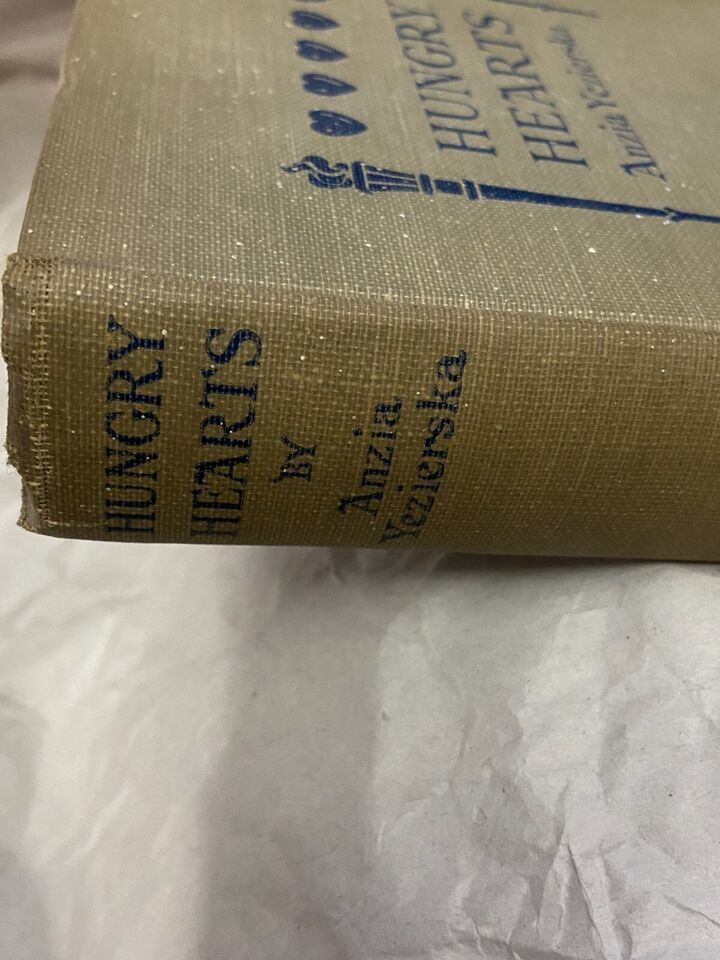 HUNGRY
HEARTS
Anzia Yezierska
HUNGRY
HEARTS
BY
Anzia
Yezierska